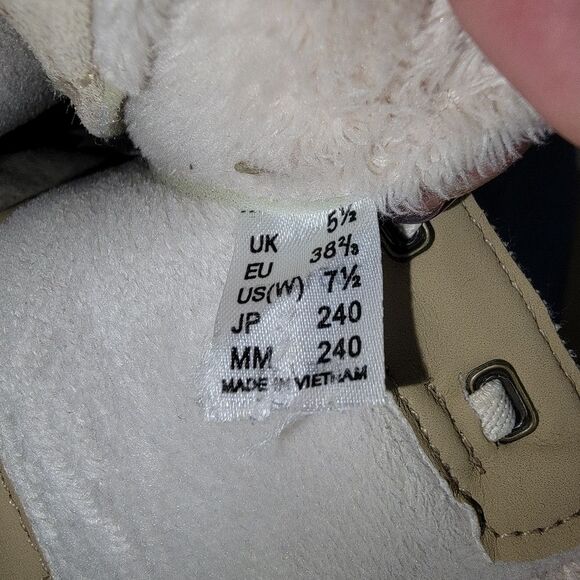 UK 5½
EU 38⅔
US(W) 7½
JP 240
MM 240
MADE IN VIETNAM